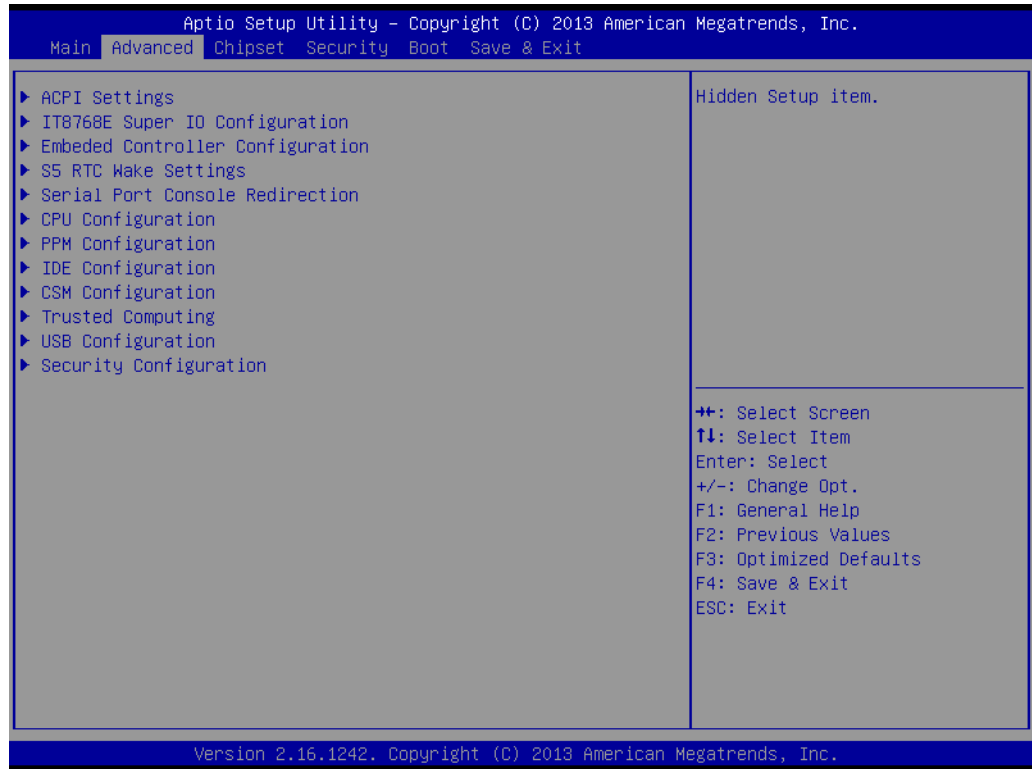 Aptio Setup Utility – Copyright (C) 2013 American Megatrends, Inc.
Main Advanced Chipset Security Boot Save & Exit
▶ ACPI Settings
▶ IT8768E Super IO Configuration
▶ Embeded Controller Configuration
▶ S5 RTC Wake Settings
▶ Serial Port Console Redirection
▶ CPU Configuration
▶ PPM Configuration
▶ IDE Configuration
▶ CSM Configuration
▶ Trusted Computing
▶ USB Configuration
▶ Security Configuration
Hidden Setup item.
→←: Select Screen
↑↓: Select Item
Enter: Select
+/-: Change Opt.
F1: General Help
F2: Previous Values
F3: Optimized Defaults
F4: Save & Exit
ESC: Exit
Version 2.16.1242. Copyright (C) 2013 American Megatrends, Inc.